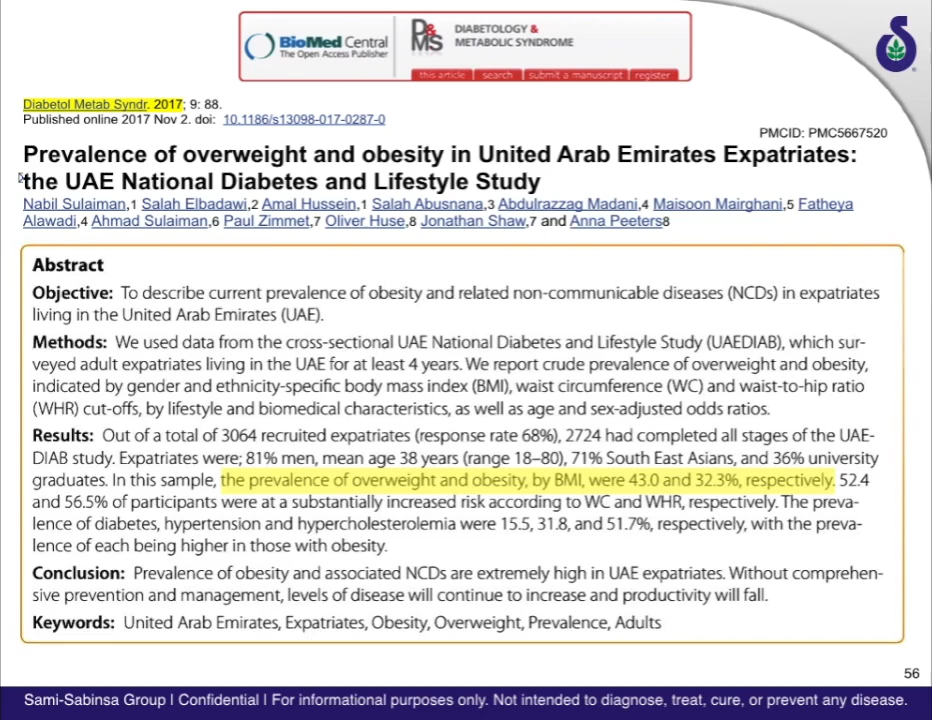 BioMed Central
The Open Access Publisher
D&MS
DIABETOLOGY &
METABOLIC SYNDROME
this article | search | submit a manuscript | register
Diabetol Metab Syndr. 2017; 9: 88.
Published online 2017 Nov 2. doi: 10.1186/s13098-017-0287-0
PMCID: PMC5667520
Prevalence of overweight and obesity in United Arab Emirates Expatriates:
the UAE National Diabetes and Lifestyle Study
Nabil Sulaiman,1 Salah Elbadawi,2 Amal Hussein,1 Salah Abusnana,3 Abdulrazzag Madani,4 Maisoon Mairghani,5 Fatheya
Alawadi,4 Ahmad Sulaiman,6 Paul Zimmet,7 Oliver Huse,8 Jonathan Shaw,7 and Anna Peeters8
Abstract
Objective: To describe current prevalence of obesity and related non-communicable diseases (NCDs) in expatriates
living in the United Arab Emirates (UAE).
Methods: We used data from the cross-sectional UAE National Diabetes and Lifestyle Study (UAEDIAB), which sur-
veyed adult expatriates living in the UAE for at least 4 years. We report crude prevalence of overweight and obesity,
indicated by gender and ethnicity-specific body mass index (BMI), waist circumference (WC) and waist-to-hip ratio
(WHR) cut-offs, by lifestyle and biomedical characteristics, as well as age and sex-adjusted odds ratios.
Results: Out of a total of 3064 recruited expatriates (response rate 68%), 2724 had completed all stages of the UAE-
DIAB study. Expatriates were; 81% men, mean age 38 years (range 18–80), 71% South East Asians, and 36% university
graduates. In this sample, the prevalence of overweight and obesity, by BMI, were 43.0 and 32.3%, respectively. 52.4
and 56.5% of participants were at a substantially increased risk according to WC and WHR, respectively. The preva-
lence of diabetes, hypertension and hypercholesterolemia were 15.5, 31.8, and 51.7%, respectively, with the preva-
lence of each being higher in those with obesity.
Conclusion: Prevalence of obesity and associated NCDs are extremely high in UAE expatriates. Without comprehen-
sive prevention and management, levels of disease will continue to increase and productivity will fall.
Keywords: United Arab Emirates, Expatriates, Obesity, Overweight, Prevalence, Adults
56
Sami-Sabinsa Group | Confidential | For informational purposes only. Not intended to diagnose, treat, cure, or prevent any disease.